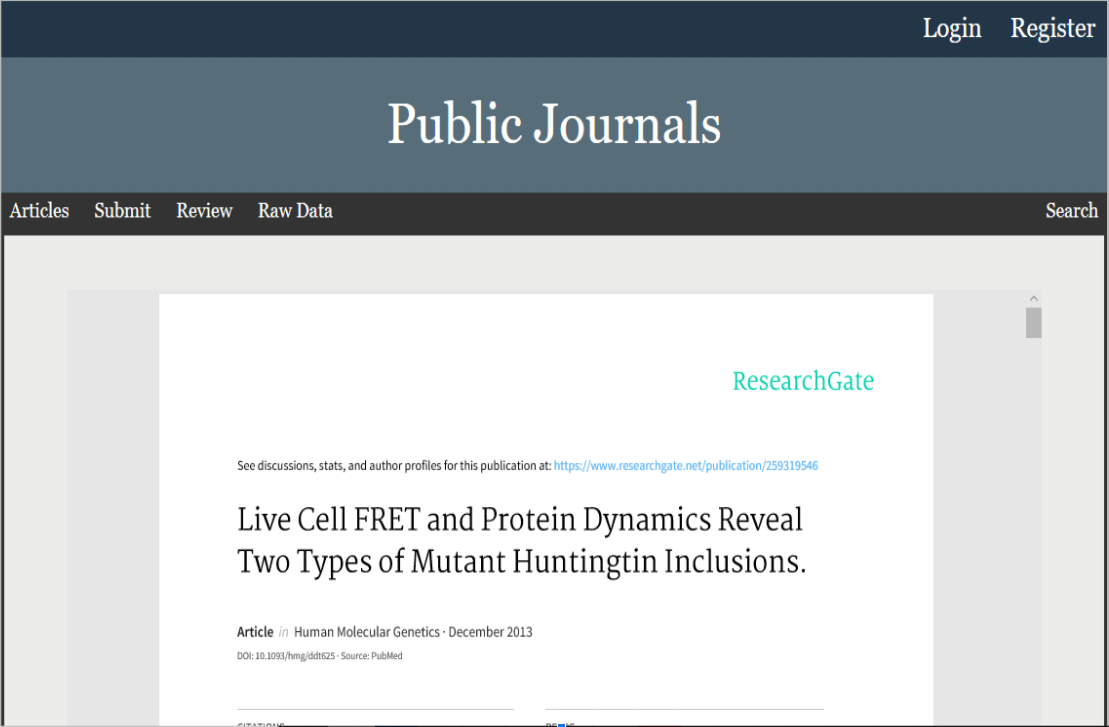 Login Register
Public Journals
Articles Submit Review Raw Data Search
ResearchGate
See discussions, stats, and author profiles for this publication at: https://www.researchgate.net/publication/259319546
Live Cell FRET and Protein Dynamics Reveal
Two Types of Mutant Huntingtin Inclusions.
Article in Human Molecular Genetics · December 2013
DOI: 10.1093/hmg/ddt625 · Source: PubMed